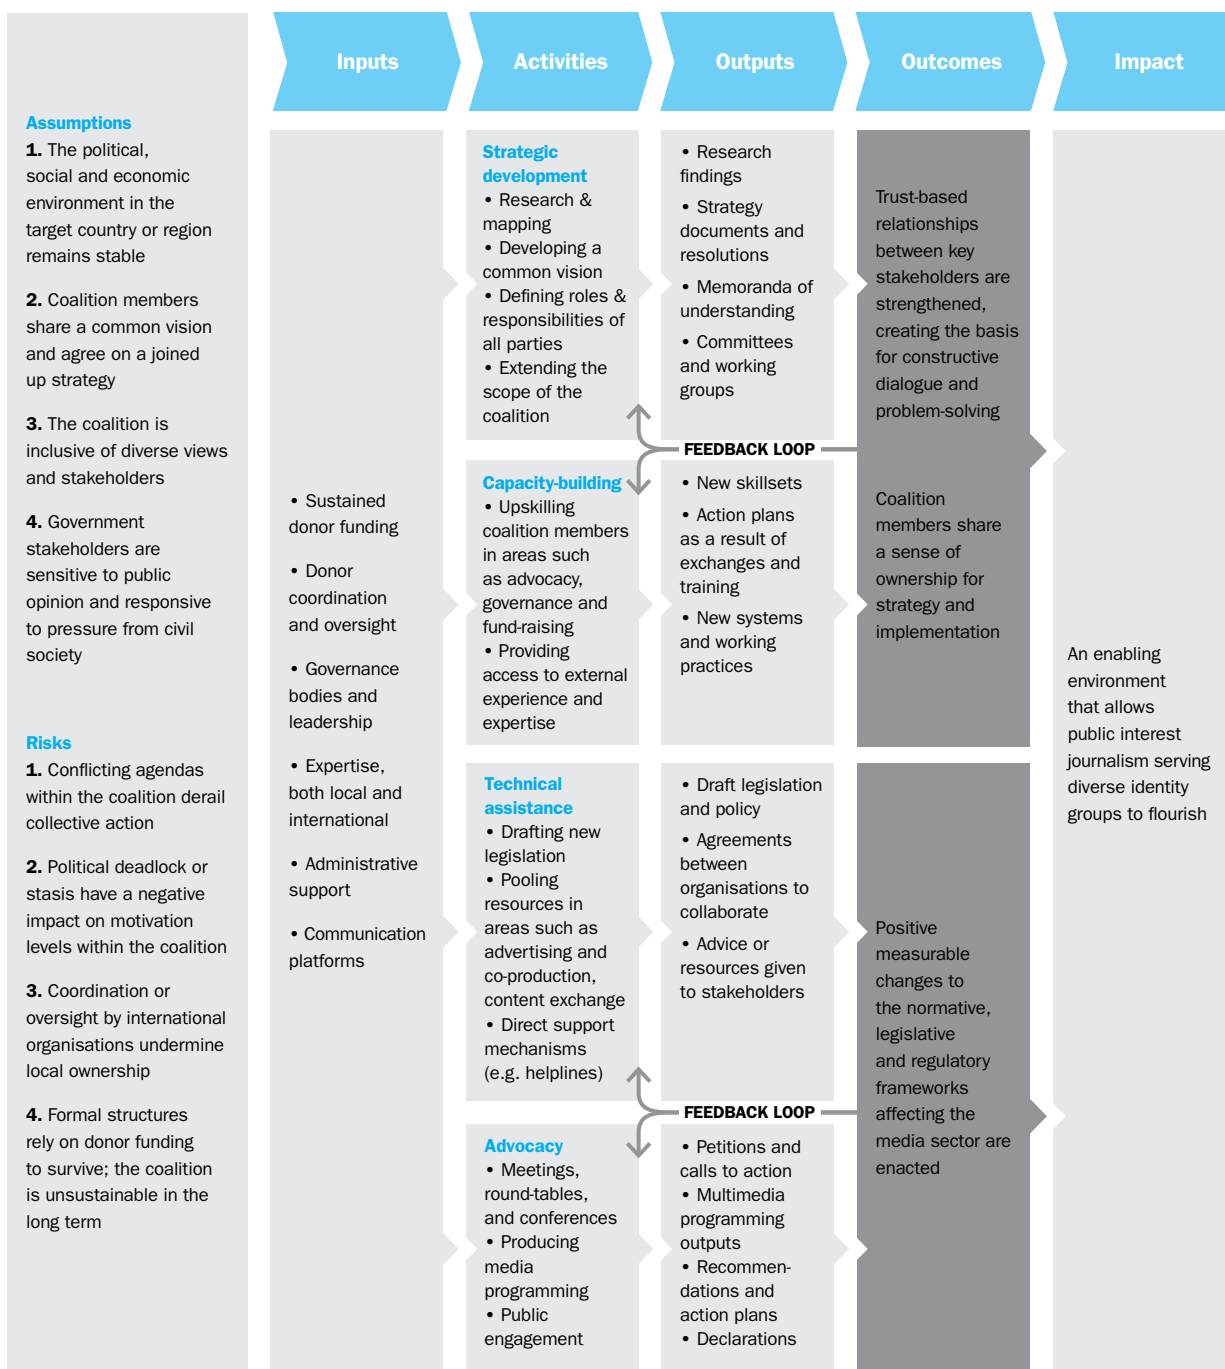 Inputs
Activities
Outputs
Outcomes
Impact
Assumptions
1. The political,
social and economic
environment in the
target country or region
remains stable
2. Coalition members
share a common vision
and agree on a joined
up strategy
3. The coalition is
inclusive of diverse views
and stakeholders
4. Government
stakeholders are
sensitive to public
opinion and responsive
to pressure from civil
society
Risks
1. Conflicting agendas
within the coalition derail
collective action
2. Political deadlock or
stasis have a negative
impact on motivation
levels within the coalition
3. Coordination or
oversight by international
organisations undermine
local ownership
4. Formal structures
rely on donor funding
to survive; the coalition
is unsustainable in the
long term
• Sustained
donor funding
• Donor
coordination
and oversight
• Governance
bodies and
leadership
• Expertise,
both local and
international
• Administrative
support
• Communication
platforms
Strategic
development
• Research &
mapping
• Developing a
common vision
• Defining roles &
responsibilities of
all parties
• Extending the
scope of the
coalition
Capacity-building
• Upskilling
coalition members
in areas such
as advocacy,
governance and
fund-raising
• Providing
access to external
experience and
expertise
Technical
assistance
• Drafting new
legislation
• Pooling
resources in
areas such as
advertising and
co-production,
content exchange
• Direct support
mechanisms
(e.g. helplines)
Advocacy
• Meetings,
round-tables,
and conferences
• Producing
media
programming
• Public
engagement
• Research
findings
• Strategy
documents and
resolutions
• Memoranda of
understanding
• Committees
and working
groups
FEEDBACK LOOP
• New skillsets
• Action plans
as a result of
exchanges and
training
• New systems
and working
practices
• Draft legislation
and policy
• Agreements
between
organisations to
collaborate
• Advice or
resources given
to stakeholders
FEEDBACK LOOP
• Petitions and
calls to action
• Multimedia
programming
outputs
• Recommen-
dations and
action plans
• Declarations
Trust-based
relationships
between key
stakeholders are
strengthened,
creating the basis
for constructive
dialogue and
problem-solving
Coalition
members share
a sense of
ownership for
strategy and
implementation
Positive
measurable
changes to
the normative,
legislative
and regulatory
frameworks
affecting the
media sector are
enacted
An enabling
environment
that allows
public interest
journalism serving
diverse identity
groups to flourish